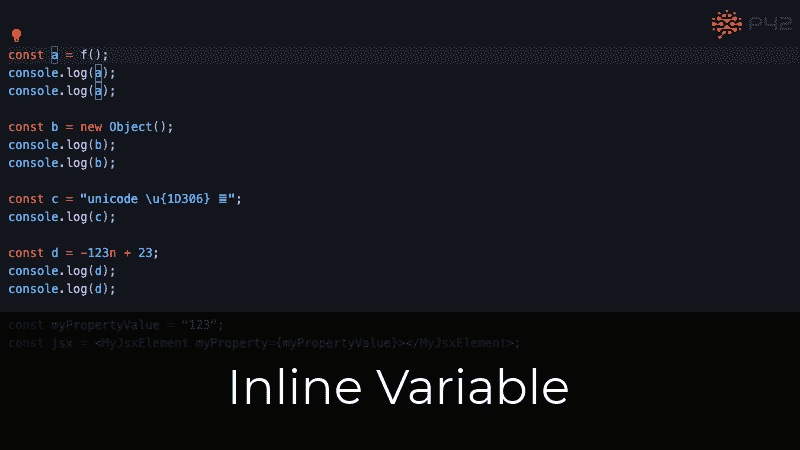 P42
const a = f();
console.log(a);
console.log(a);
const b = new Object();
console.log(b);
console.log(b);
const c = "unicode \u{1D306} 𝌆";
console.log(c);
const d = -123n + 23;
console.log(d);
console.log(d);
const myPropertyValue = "123";
const jsx = <MyJsxElement myProperty={myPropertyValue}></MyJsxElement>;
Inline Variable